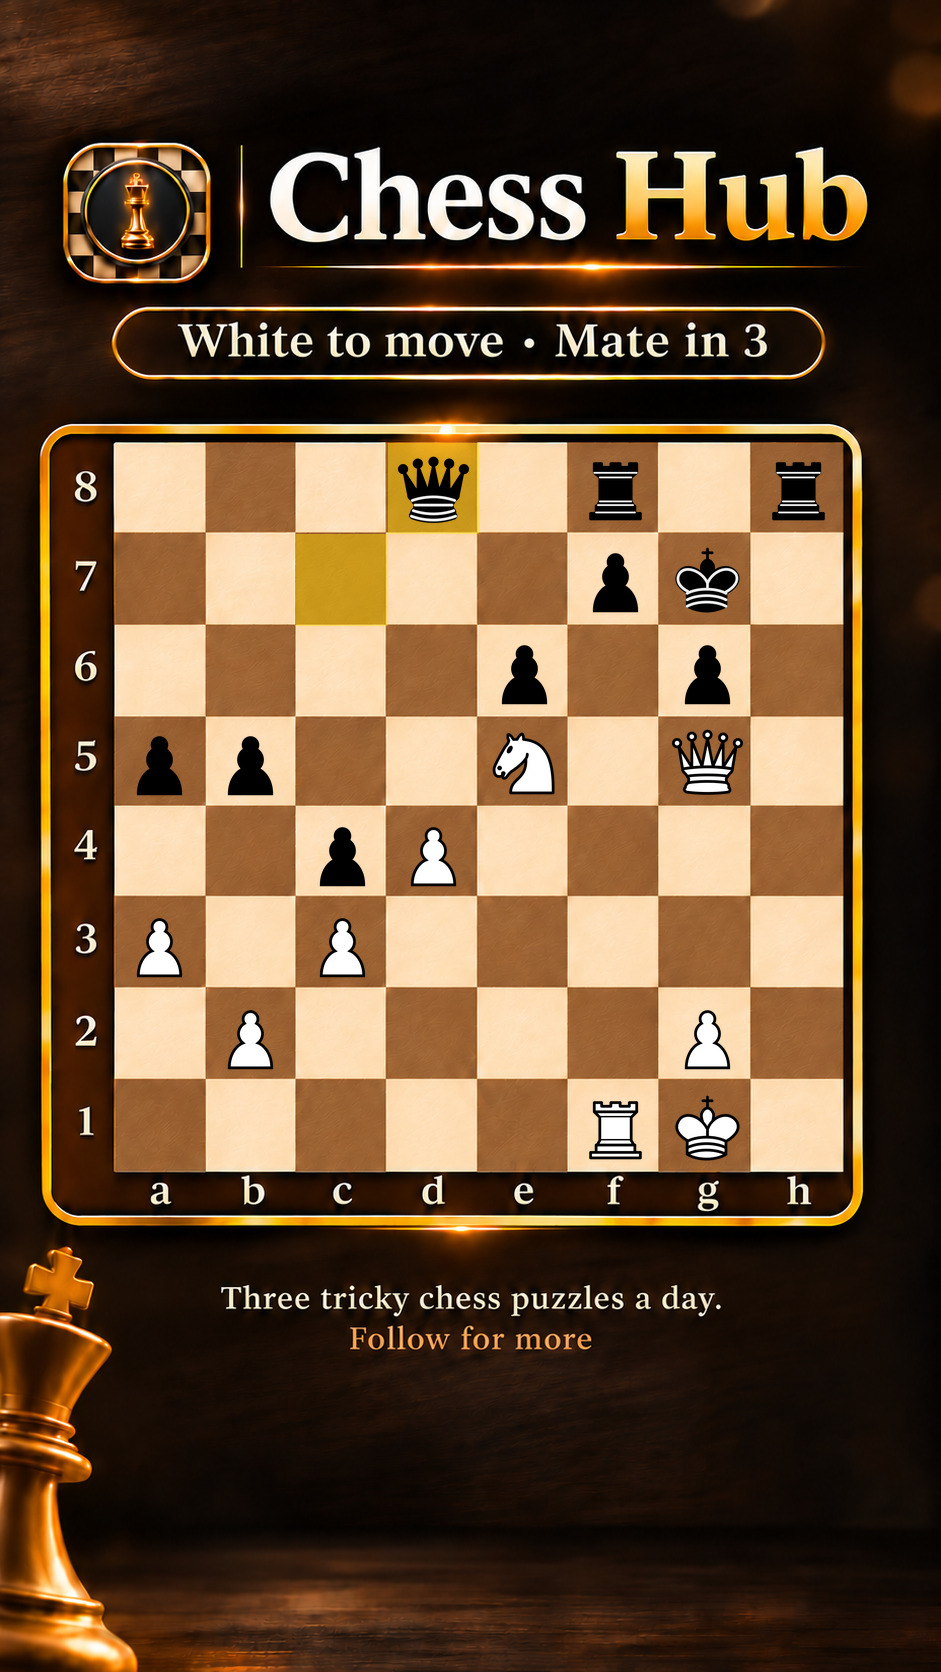 Chess Hub
White to move • Mate in 3
8
7
6
5
4
3
2
1
a b c d e f g h
Three tricky chess puzzles a day.
Follow for more